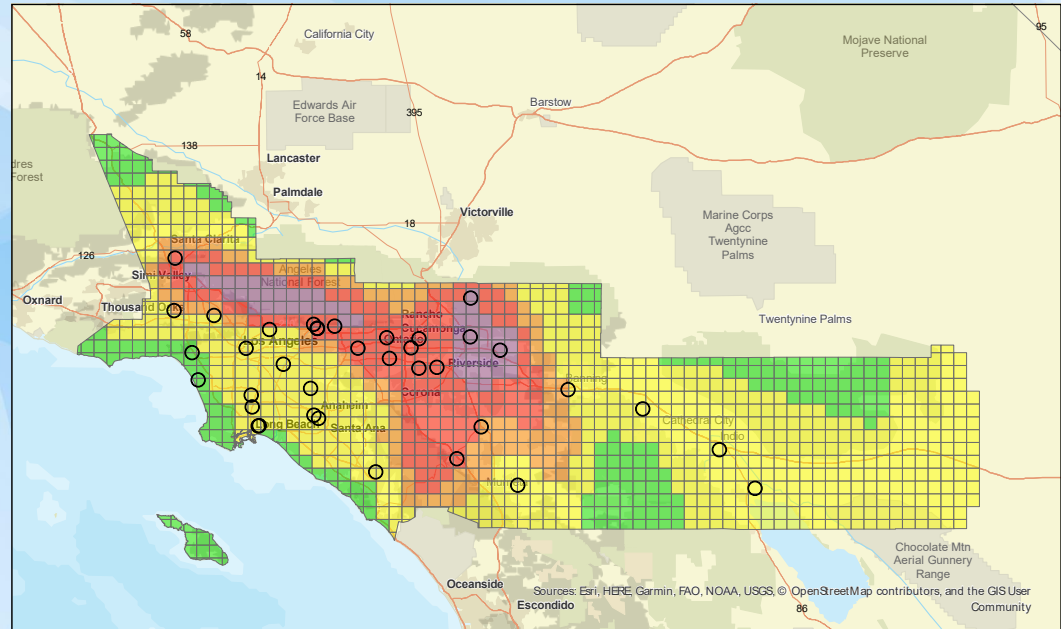 58
California City
95
Mojave National
Preserve
14
Edwards Air
Force Base
395
Barstow
138
dres
Forest
Lancaster
Palmdale
Marine Corps
Agcc
Twentynine
Palms
18
Victorville
Santa Clarita
126
Simi Valley
Angeles
National Forest
Oxnard
Thousand Oaks
Rancho
Cucamonga
Twentynine Palms
Los Angeles
Ontario
Riverside
Banning
Corona
Anaheim
Cathedral City
Long Beach
Santa Ana
Indio
Murrieta
Chocolate Mtn
Aerial Gunnery
Range
Oceanside
Sources: Esri, HERE, Garmin, FAO, NOAA, USGS, © OpenStreetMap contributors, and the GIS User
Community
Escondido
86